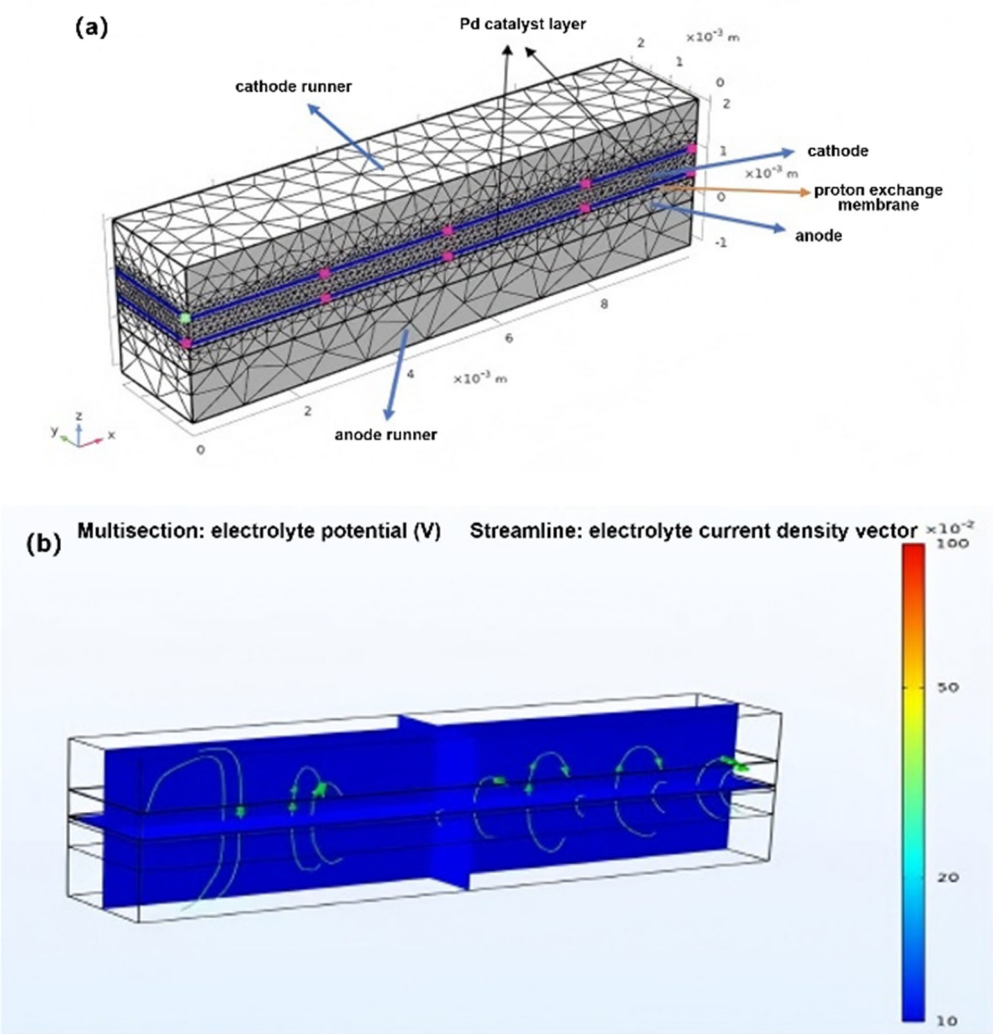 (a)
Pd catalyst layer
cathode runner
2
×10⁻³ m
1
0
2
1
cathode
×10⁻³ m
proton exchange
membrane
0
anode
-1
8
6
4
×10⁻³ m
2
anode runner
0
z
y
x
(b)
Multisection: electrolyte potential (V)
Streamline: electrolyte current density vector
×10⁻²
100
50
20
10